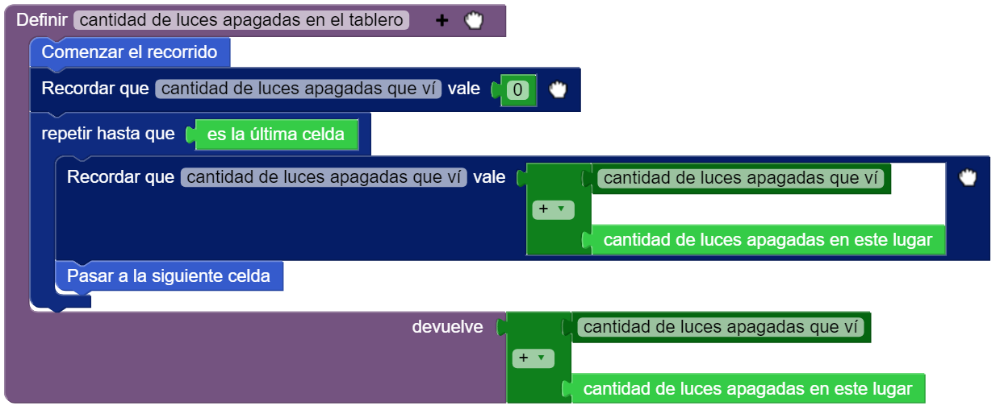 Definir cantidad de luces apagadas en el tablero +
Comenzar el recorrido
Recordar que cantidad de luces apagadas que ví vale 0
repetir hasta que es la última celda
Recordar que cantidad de luces apagadas que ví vale cantidad de luces apagadas que ví
+
cantidad de luces apagadas en este lugar
Pasar a la siguiente celda
devuelve cantidad de luces apagadas que ví
+
cantidad de luces apagadas en este lugar